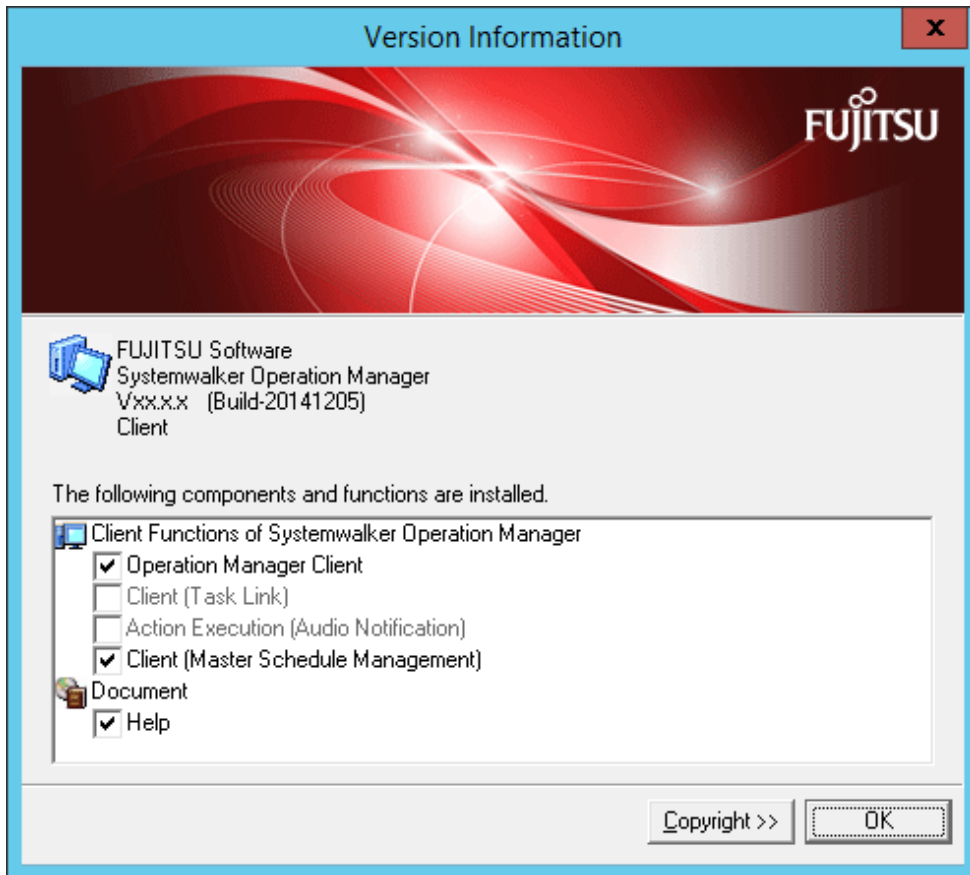 Version Information
x
FUJITSU
FUJITSU Software
Systemwalker Operation Manager
Vxx.x.x (Build-20141205)
Client
The following components and functions are installed.
Client Functions of Systemwalker Operation Manager
Operation Manager Client
Client (Task Link)
Action Execution (Audio Notification)
Client (Master Schedule Management)
Document
Help
Copyright >>
OK